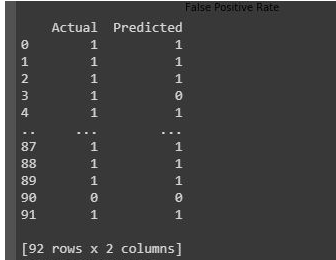 False Positive Rate
Actual Predicted
0 1 1
1 1 1
2 1 1
3 1 0
4 1 1
.. ... ...
87 1 1
88 1 1
89 1 1
90 0 0
91 1 1
[92 rows x 2 columns]